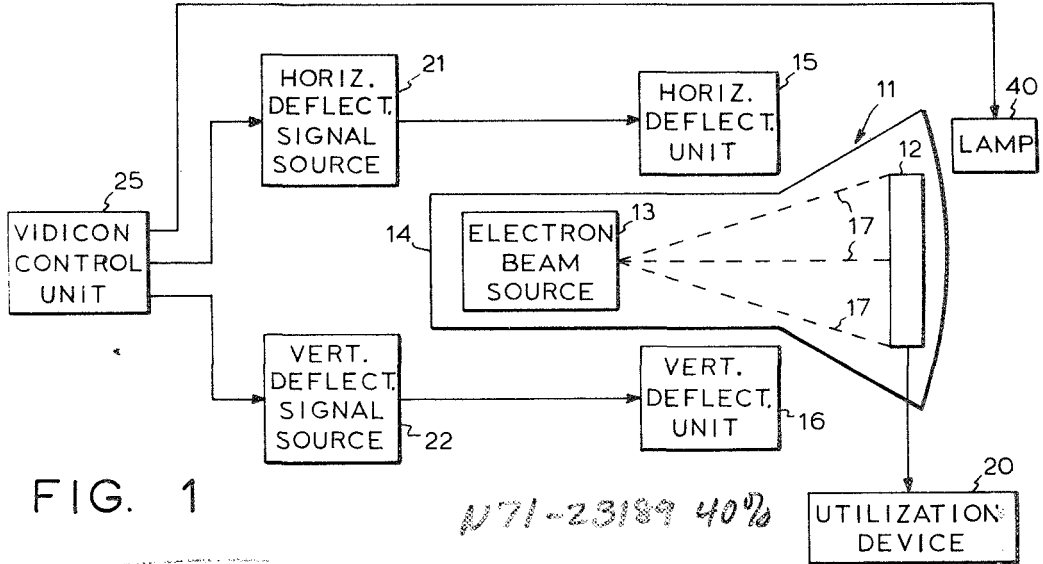 21
HORIZ.
DEFLECT.
SIGNAL
SOURCE
15
HORIZ.
DEFLECT.
UNIT
11
40
LAMP
12
25
VIDICON
CONTROL
UNIT
14
13
ELECTRON
BEAM
SOURCE
17
17
17
VERT.
DEFLECT.
SIGNAL
SOURCE
22
VERT.
DEFLECT.
UNIT
16
FIG. 1
N71-23189 40%
20
UTILIZATION
DEVICE